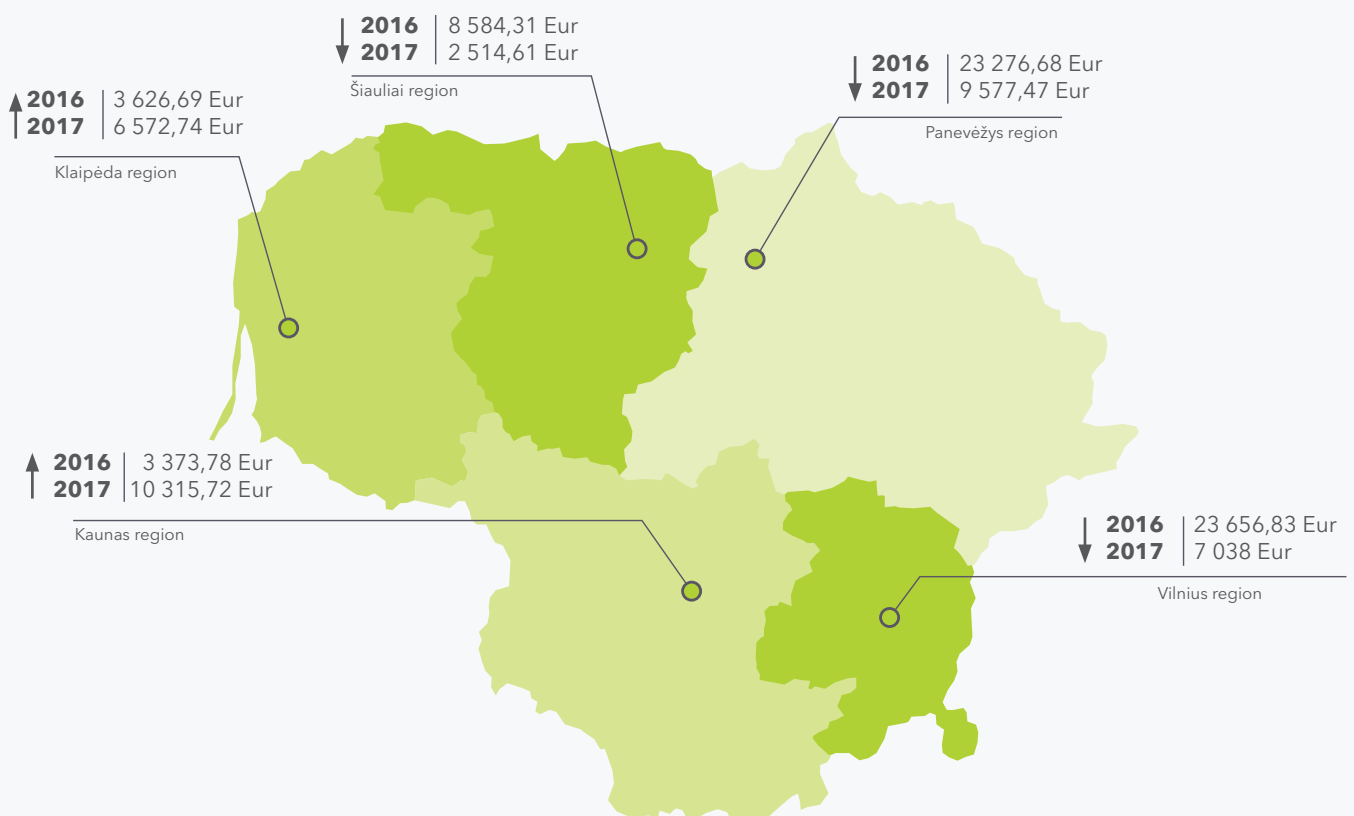 2016 8 584,31 Eur
2017 2 514,61 Eur
Šiauliai region
2016 23 276,68 Eur
2017 9 577,47 Eur
Panevėžys region
2016 3 626,69 Eur
2017 6 572,74 Eur
Klaipėda region
2016 3 373,78 Eur
2017 10 315,72 Eur
Kaunas region
2016 23 656,83 Eur
2017 7 038 Eur
Vilnius region